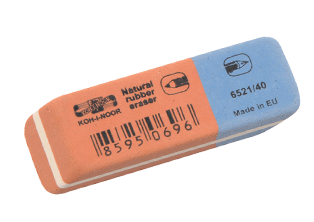 KOH-I-NOOR
Natural
rubber
eraser
8595 0696
6521/40
Made in EU